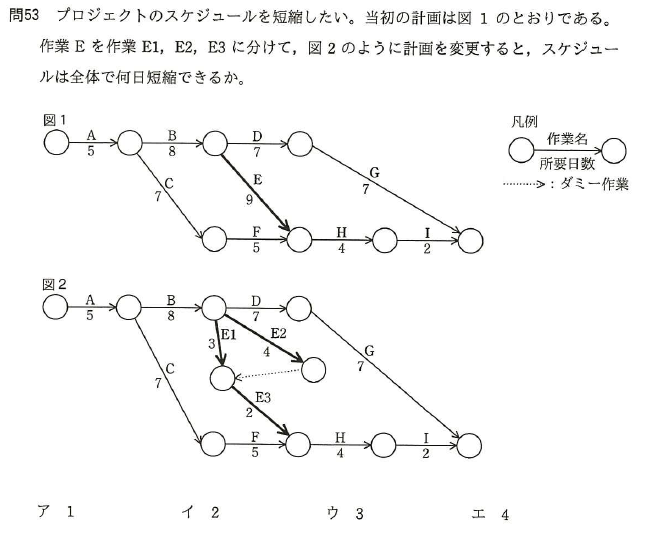 問53 プロジェクトのスケジュールを短縮したい。当初の計画は図1のとおりである。
作業Eを作業E1，E2，E3に分けて，図2のように計画を変更すると，スケジュー
ルは全体で何日短縮できるか。
図1
A
5
B
8
D
7
C
7
E
9
G
7
F
5
H
4
I
2
凡例
作業名
所要日数
：ダミー作業
図2
A
5
B
8
D
7
E1
3
E2
4
C
7
G
7
E3
2
F
5
H
4
I
2
ア 1 イ 2 ウ 3 エ 4